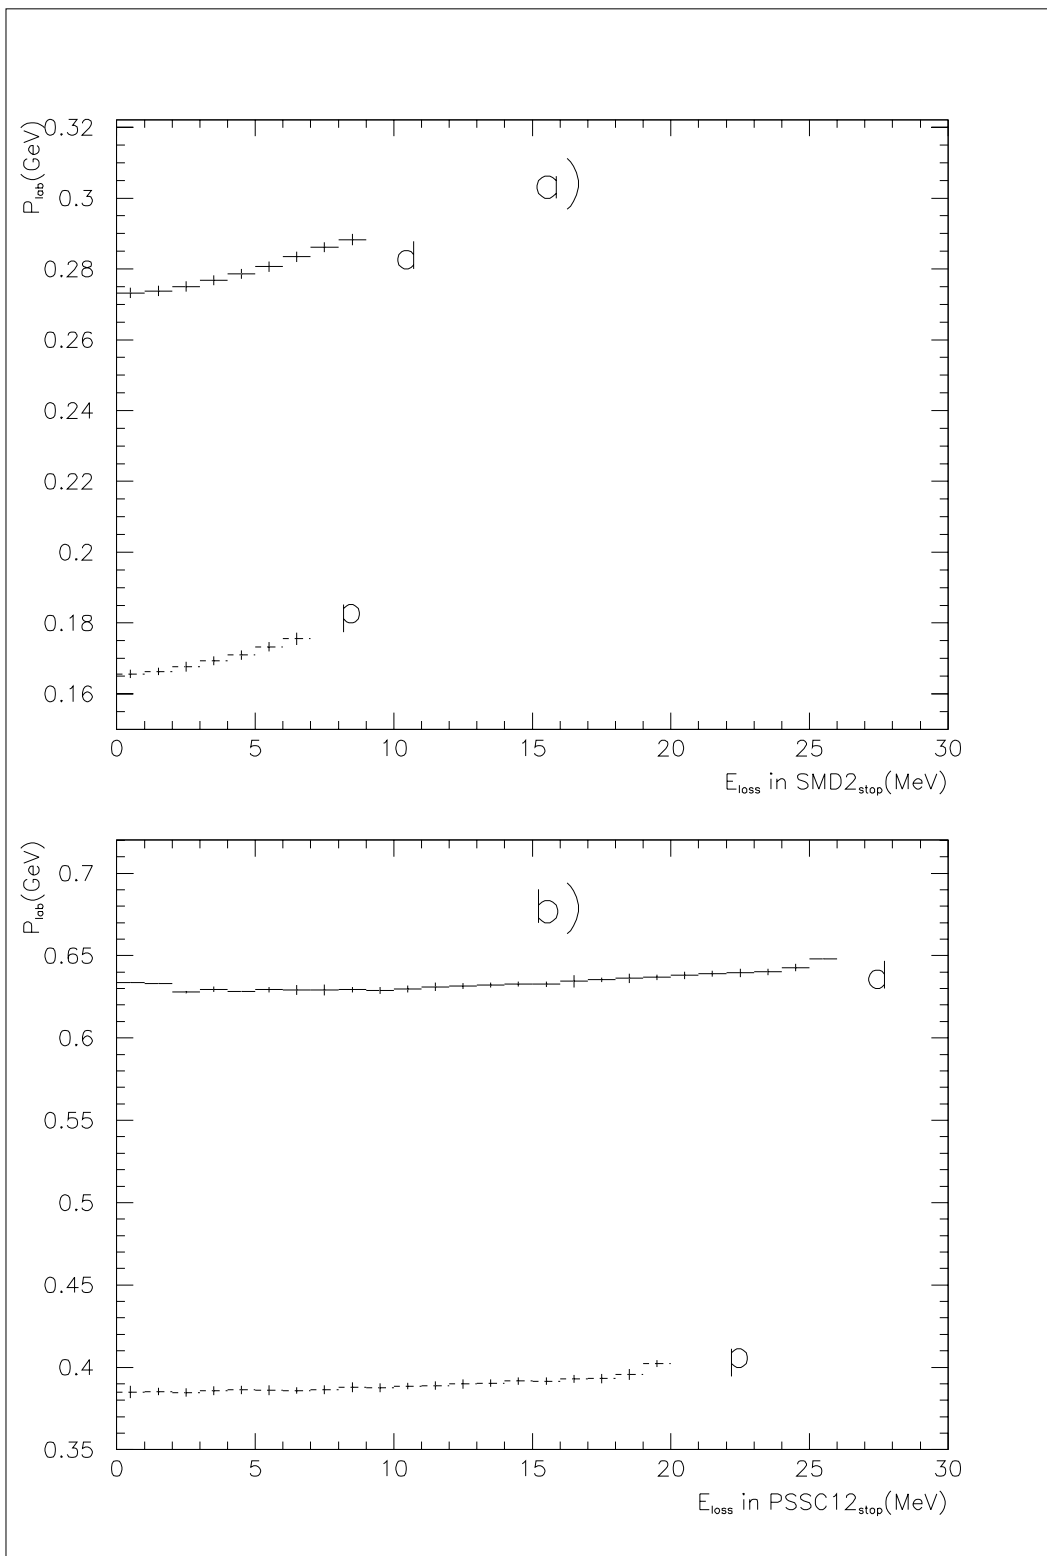 P_lab(GeV)
0.32
a)
0.3
d
0.28
0.26
0.24
0.22
0.2
p
0.18
0.16
0 5 10 15 20 25 30
E_loss in SMD2_stop(MeV)
P_lab(GeV)
0.7
b)
0.65
d
0.6
0.55
0.5
0.45
0.4
p
0.35
0 5 10 15 20 25 30
E_loss in PSSC12_stop(MeV)